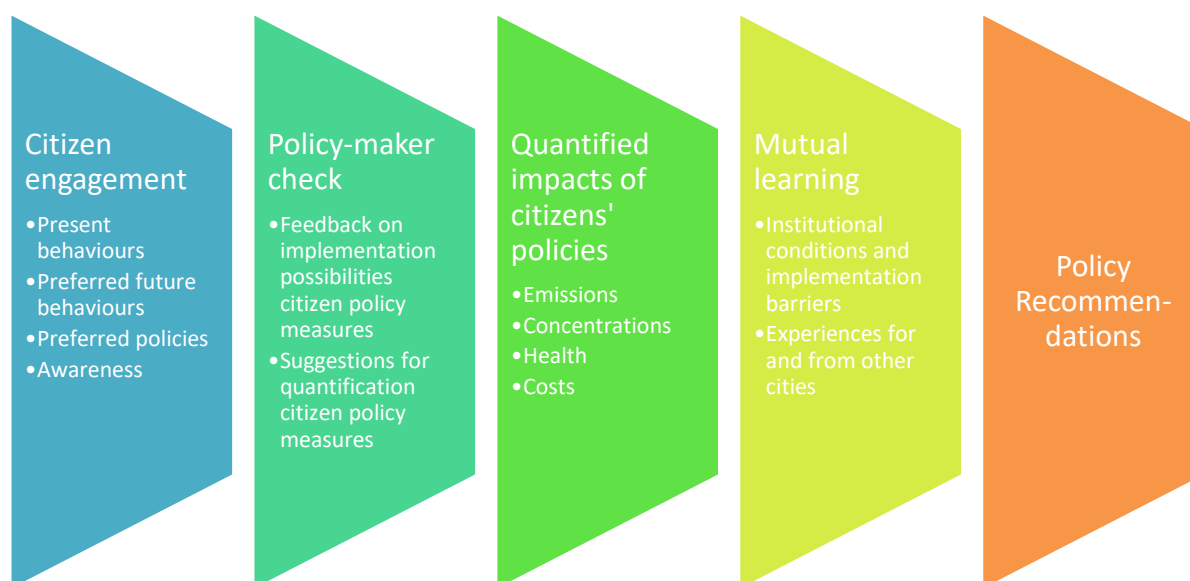 Citizen
engagement
•Present
behaviours
•Preferred future
behaviours
•Preferred policies
•Awareness
Policy-maker
check
•Feedback on
implementation
possibilities
citizen policy
measures
•Suggestions for
quantification
citizen policy
measures
Quantified
impacts of
citizens'
policies
•Emissions
•Concentrations
•Health
•Costs
Mutual
learning
•Institutional
conditions and
implementation
barriers
•Experiences for
and from other
cities
Policy
Recommen-
dations